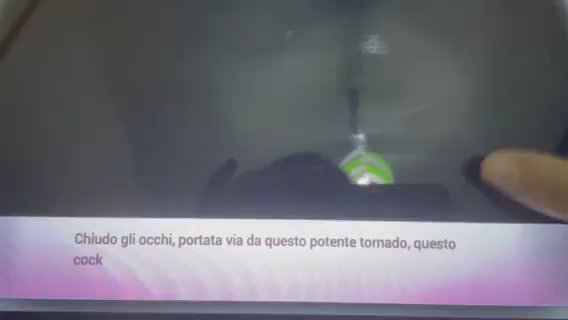 Chiudo gli occhi, portata via da questo potente tornado, questo
cock